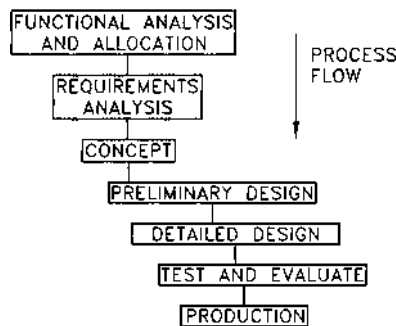 FUNCTIONAL ANALYSIS
AND ALLOCATION
PROCESS
FLOW
REQUIREMENTS
ANALYSIS
CONCEPT
PRELIMINARY DESIGN
DETAILED DESIGN
TEST AND EVALUATE
PRODUCTION